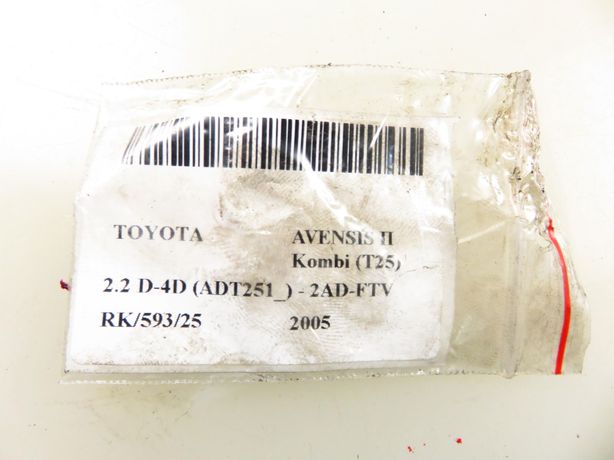 TOYOTA AVENSIS II
Kombi (T25)
2.2 D-4D (ADT251_) - 2AD-FTV
RK/593/25 2005